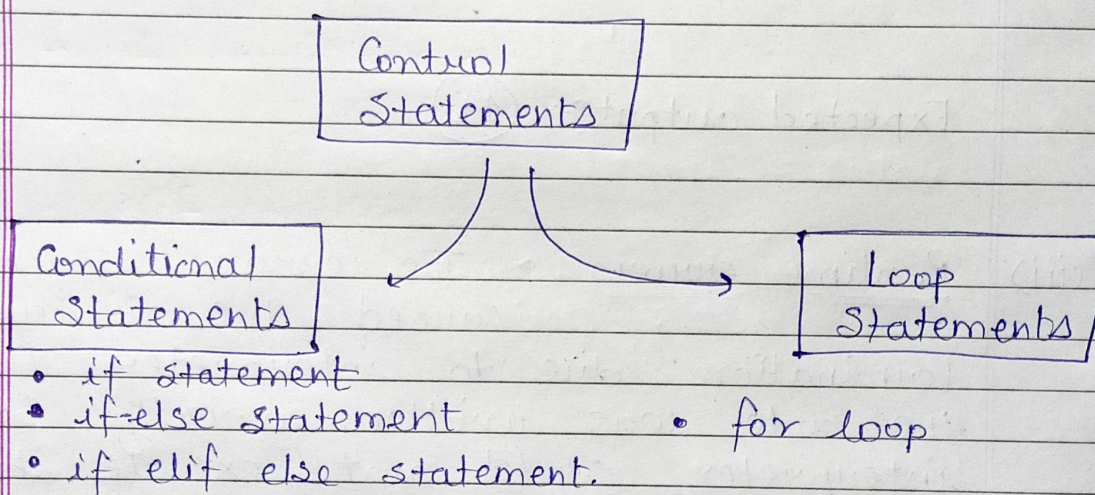 Control
Statements
Conditional
Statements
Loop
Statements
• if statement
• if-else statement
• for loop
• if elif else statement.